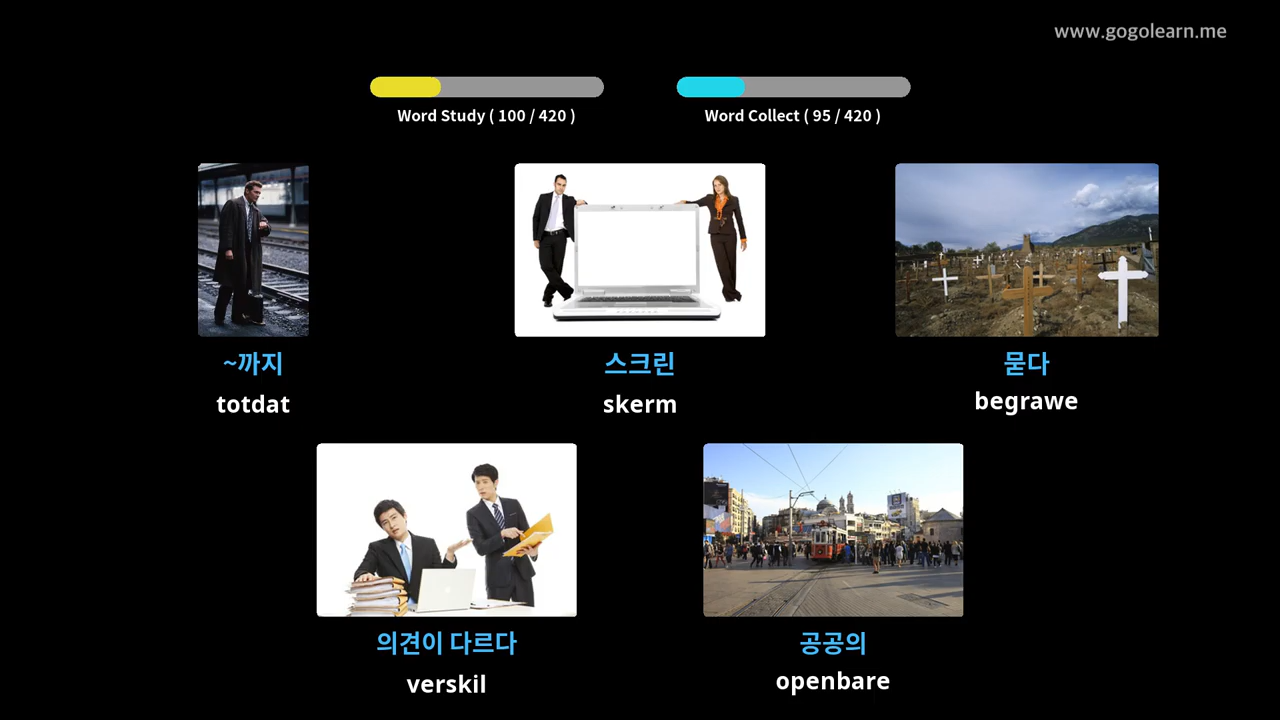 www.gogolearn.me
Word Study ( 100 / 420 )
Word Collect ( 95 / 420 )
~까지
totdat
스크린
skerm
묻다
begrawe
의견이 다르다
verskil
공공의
openbare